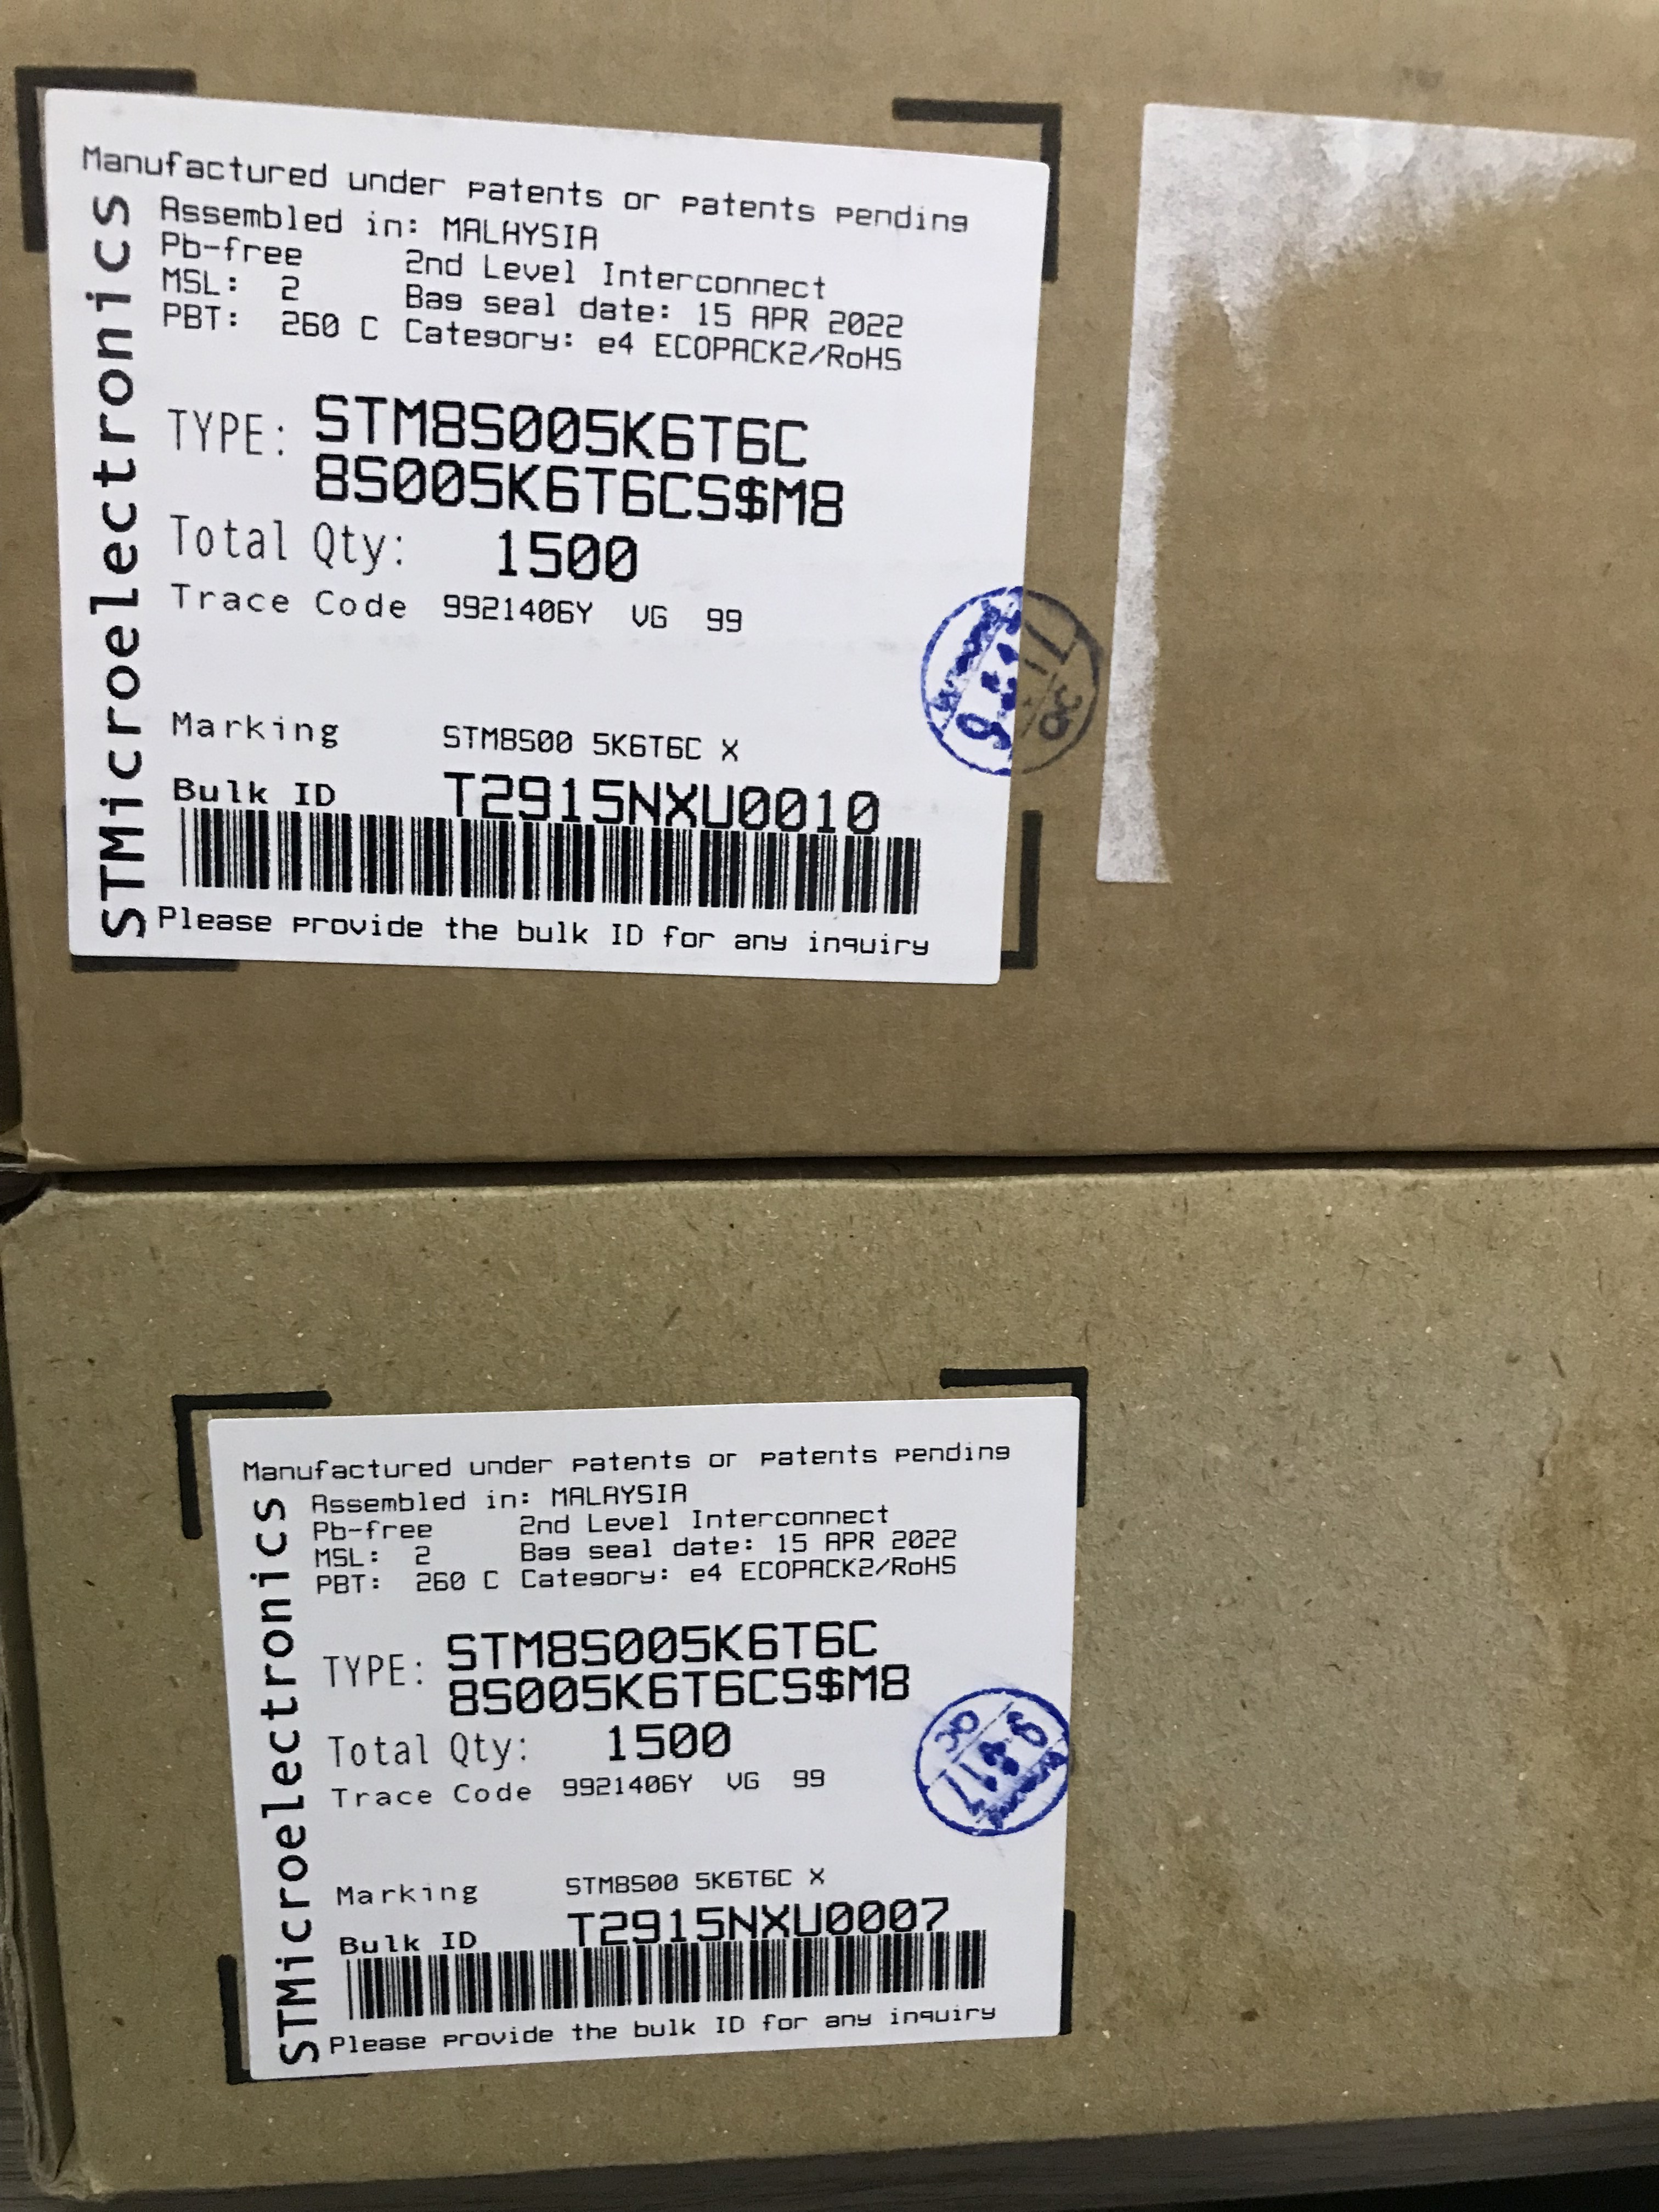 Manufactured under patents or patents pending
STMicroelectronics
Assembled in: MALAYSIA
Pb-free 2nd Level Interconnect
MSL: 2 Bag seal date: 15 APR 2022
PBT: 260 C Category: e4 ECOPACK2/RoHS
TYPE: STM8S005K6T6C
8S005K6T6CS$M8
Total Qty: 1500
Trace Code 9921406Y VG 99
Marking STM8S00 5K6T6C X
Bulk ID T2915NXU0010
Please provide the bulk ID for any inquiry
Manufactured under patents or patents pending
STMicroelectronics
Assembled in: MALAYSIA
Pb-free 2nd Level Interconnect
MSL: 2 Bag seal date: 15 APR 2022
PBT: 260 C Category: e4 ECOPACK2/RoHS
TYPE: STM8S005K6T6C
8S005K6T6CS$M8
Total Qty: 1500
Trace Code 9921406Y VG 99
Marking STM8S00 5K6T6C X
Bulk ID T2915NXU0007
Please provide the bulk ID for any inquiry